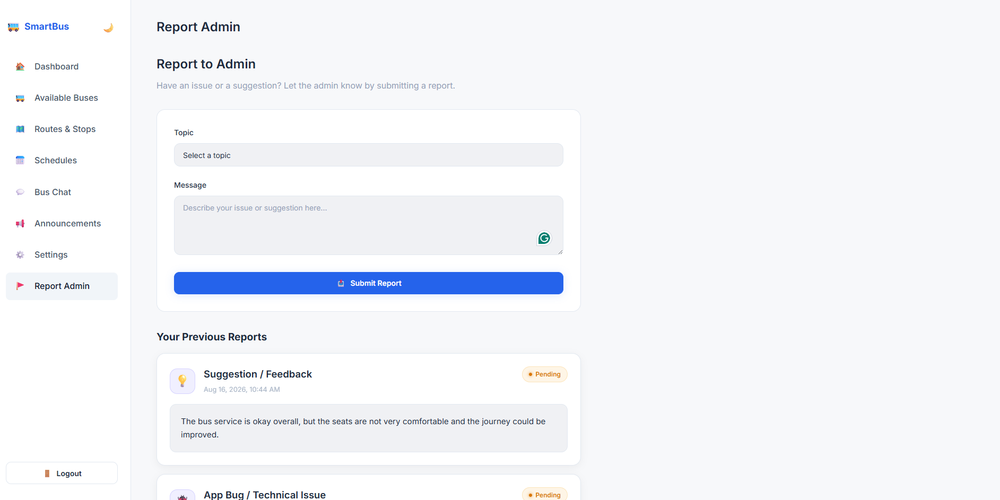 SmartBus
Dashboard
Available Buses
Routes & Stops
Schedules
Bus Chat
Announcements
Settings
Report Admin
Logout
Report Admin
Report to Admin
Have an issue or a suggestion? Let the admin know by submitting a report.
Topic
Select a topic
Message
Describe your issue or suggestion here...
Submit Report
Your Previous Reports
Suggestion / Feedback
Pending
Aug 16, 2026, 10:44 AM
The bus service is okay overall, but the seats are not very comfortable and the journey could be
improved.
App Bug / Technical Issue
Pending